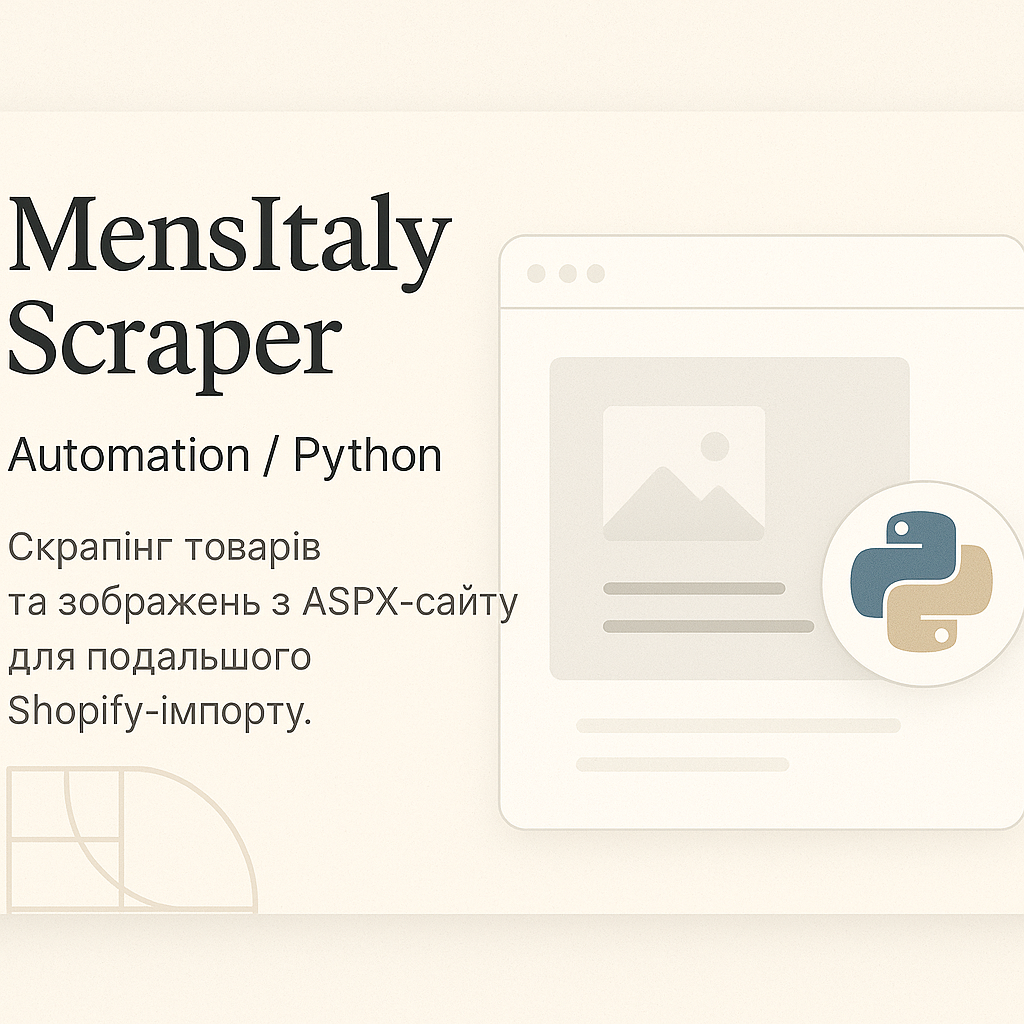 MensItaly
Scraper
Automation / Python
Скрапінг товарів
та зображень з ASPX-сайту
для подальшого
Shopify-імпорту.